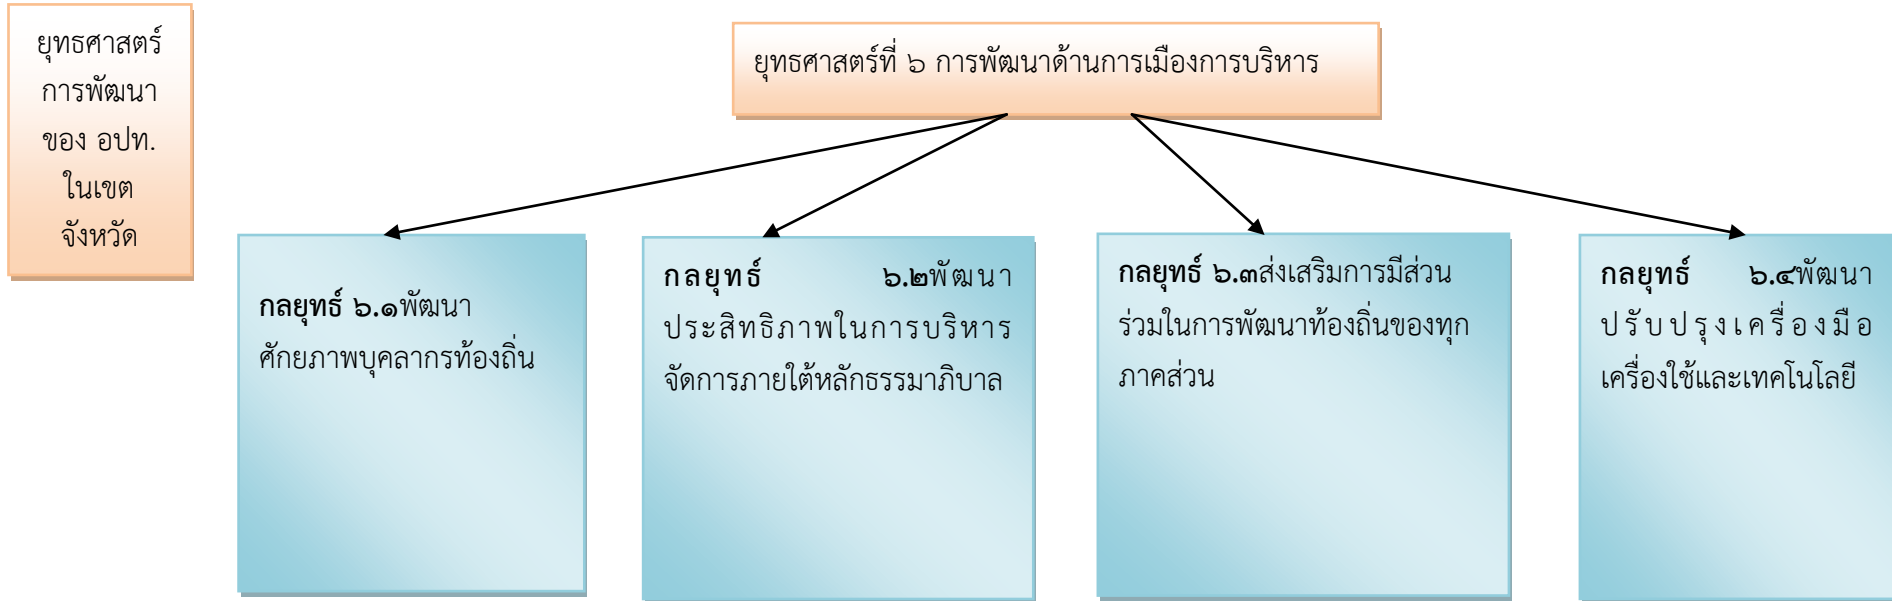 ยุทธศาสตร์
การพัฒนา
ของ อปท.
ในเขต
จังหวัด
ยุทธศาสตร์ที่ ๖ การพัฒนาด้านการเมืองการบริหาร
กลยุทธ์ ๖.๑พัฒนา
ศักยภาพบุคลากรท้องถิ่น
กลยุทธ์ ๖.๒พัฒนา
ประสิทธิภาพในการบริหาร
จัดการภายใต้หลักธรรมาภิบาล
กลยุทธ์ ๖.๓ส่งเสริมการมีส่วน
ร่วมในการพัฒนาท้องถิ่นของทุก
ภาคส่วน
กลยุทธ์ ๖.๔พัฒนา
ปรับปรุงเครื่องมือ
เครื่องใช้และเทคโนโลยี